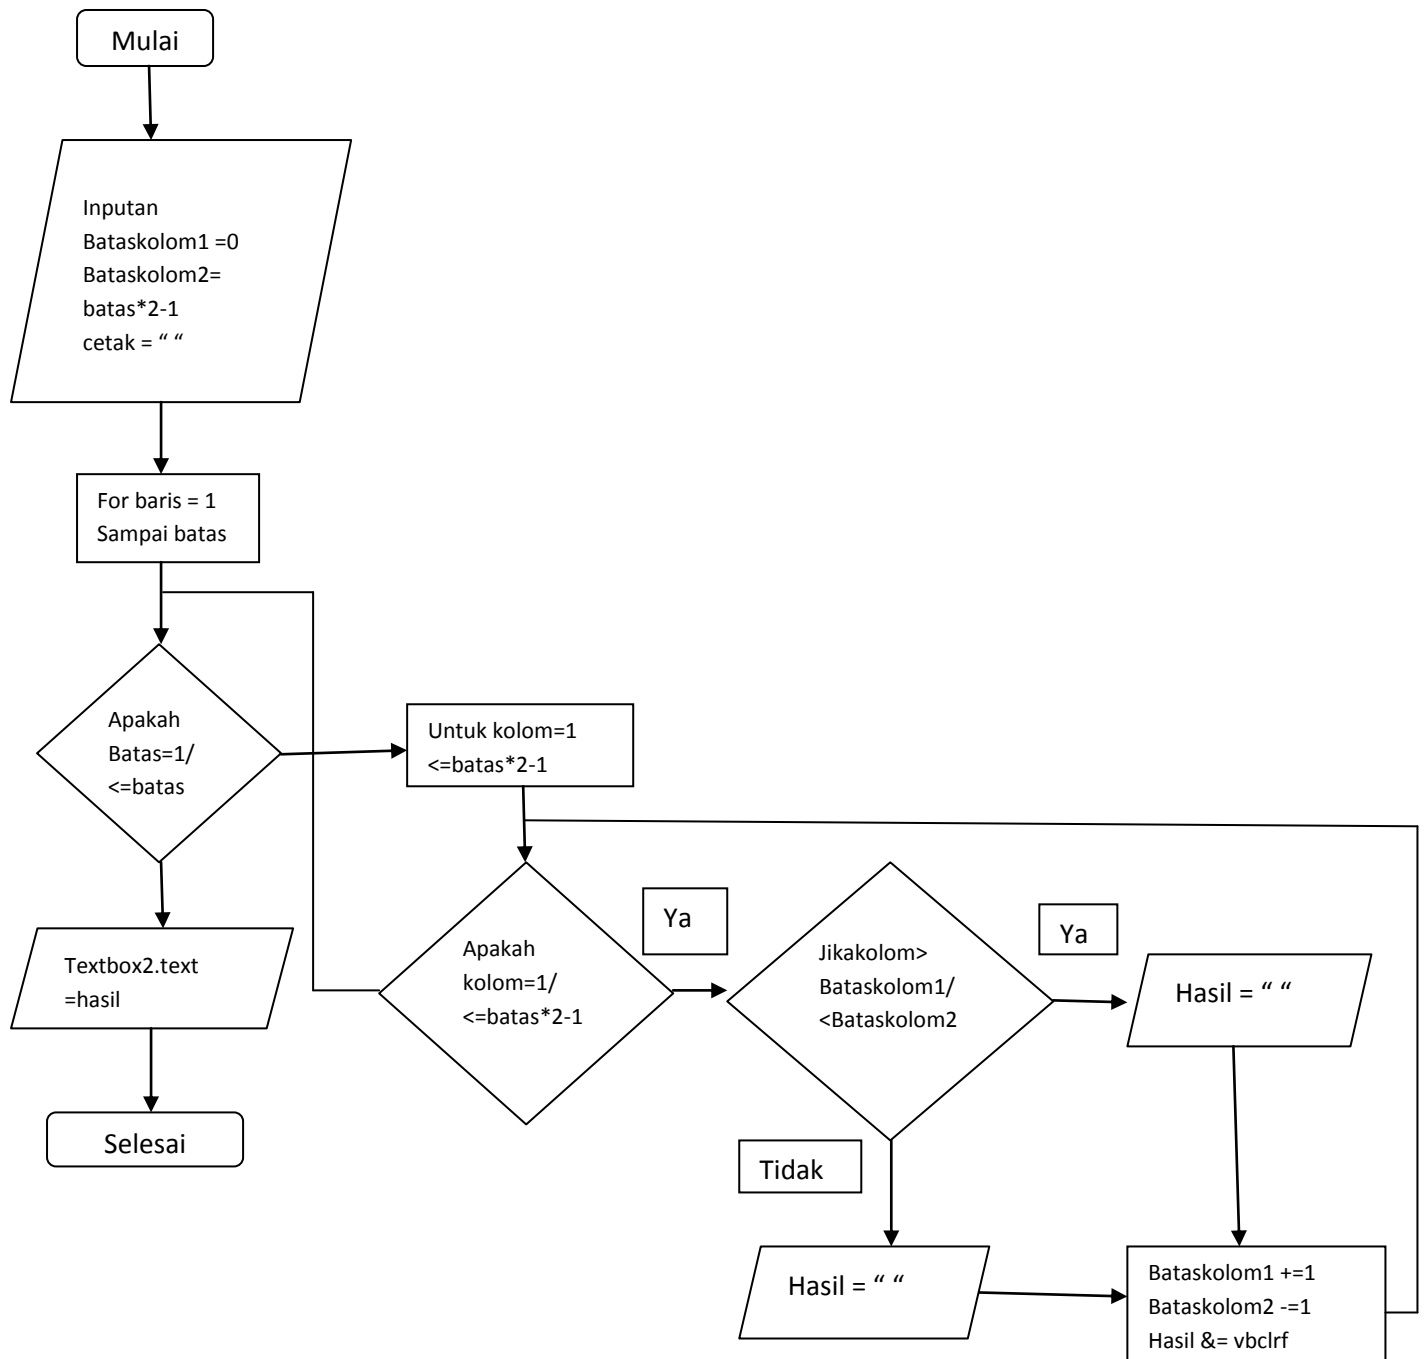 Mulai
Inputan
Bataskolom1 =0
Bataskolom2=
batas*2-1
cetak = “ “
For baris = 1
Sampai batas
Apakah
Batas=1/
<=batas
Untuk kolom=1
<=batas*2-1
Textbox2.text
=hasil
Selesai
Apakah
kolom=1/
<=batas*2-1
Ya
Jikakolom>
Bataskolom1/
<Bataskolom2
Ya
Hasil = “ “
Tidak
Hasil = “ “
Bataskolom1 +=1
Bataskolom2 -=1
Hasil &= vbclrf